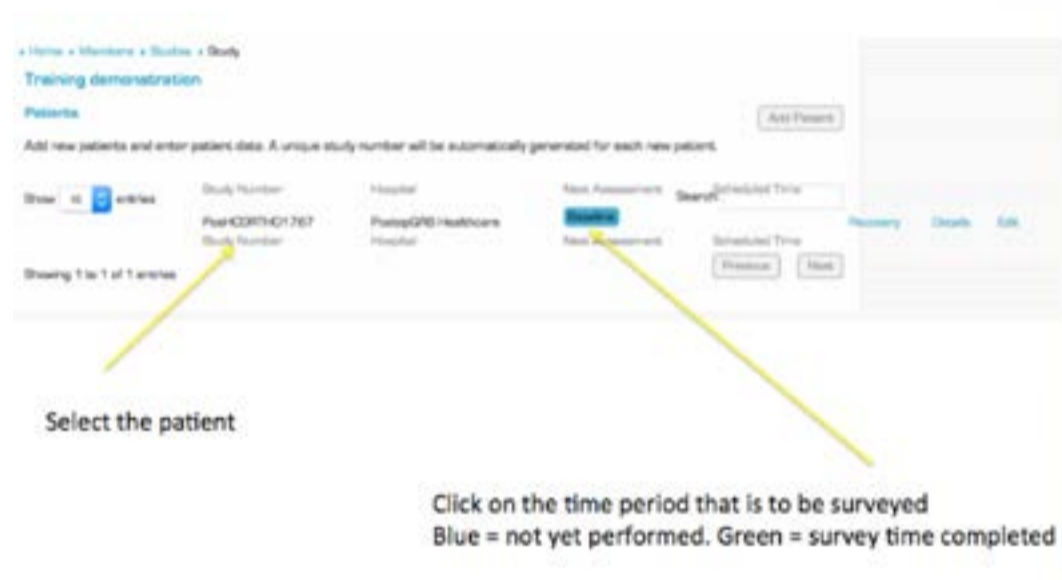 Home Members Studies Study
Training demonstration
Patients
Add Patient
Add new patients and enter patient data. A unique study number will be automatically generated for each new patient.
Show 10 entries
Search:
Study Number Hospital Next Assessment Scheduled Time
Baseline Recovery Details Edit
Study Number Hospital Next Assessment Scheduled Time
Showing 1 to 1 of 1 entries
Previous Next
Select the patient
Click on the time period that is to be surveyed
Blue = not yet performed. Green = survey time completed